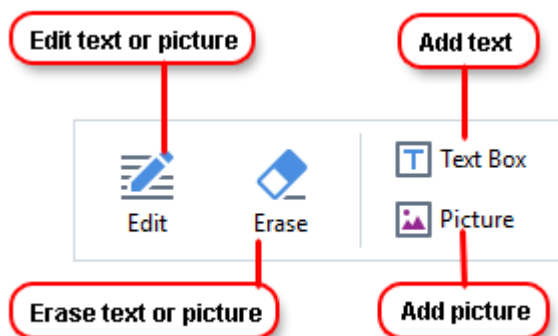 Edit text or picture
Add text
Text Box
Edit
Erase
Picture
Erase text or picture
Add picture